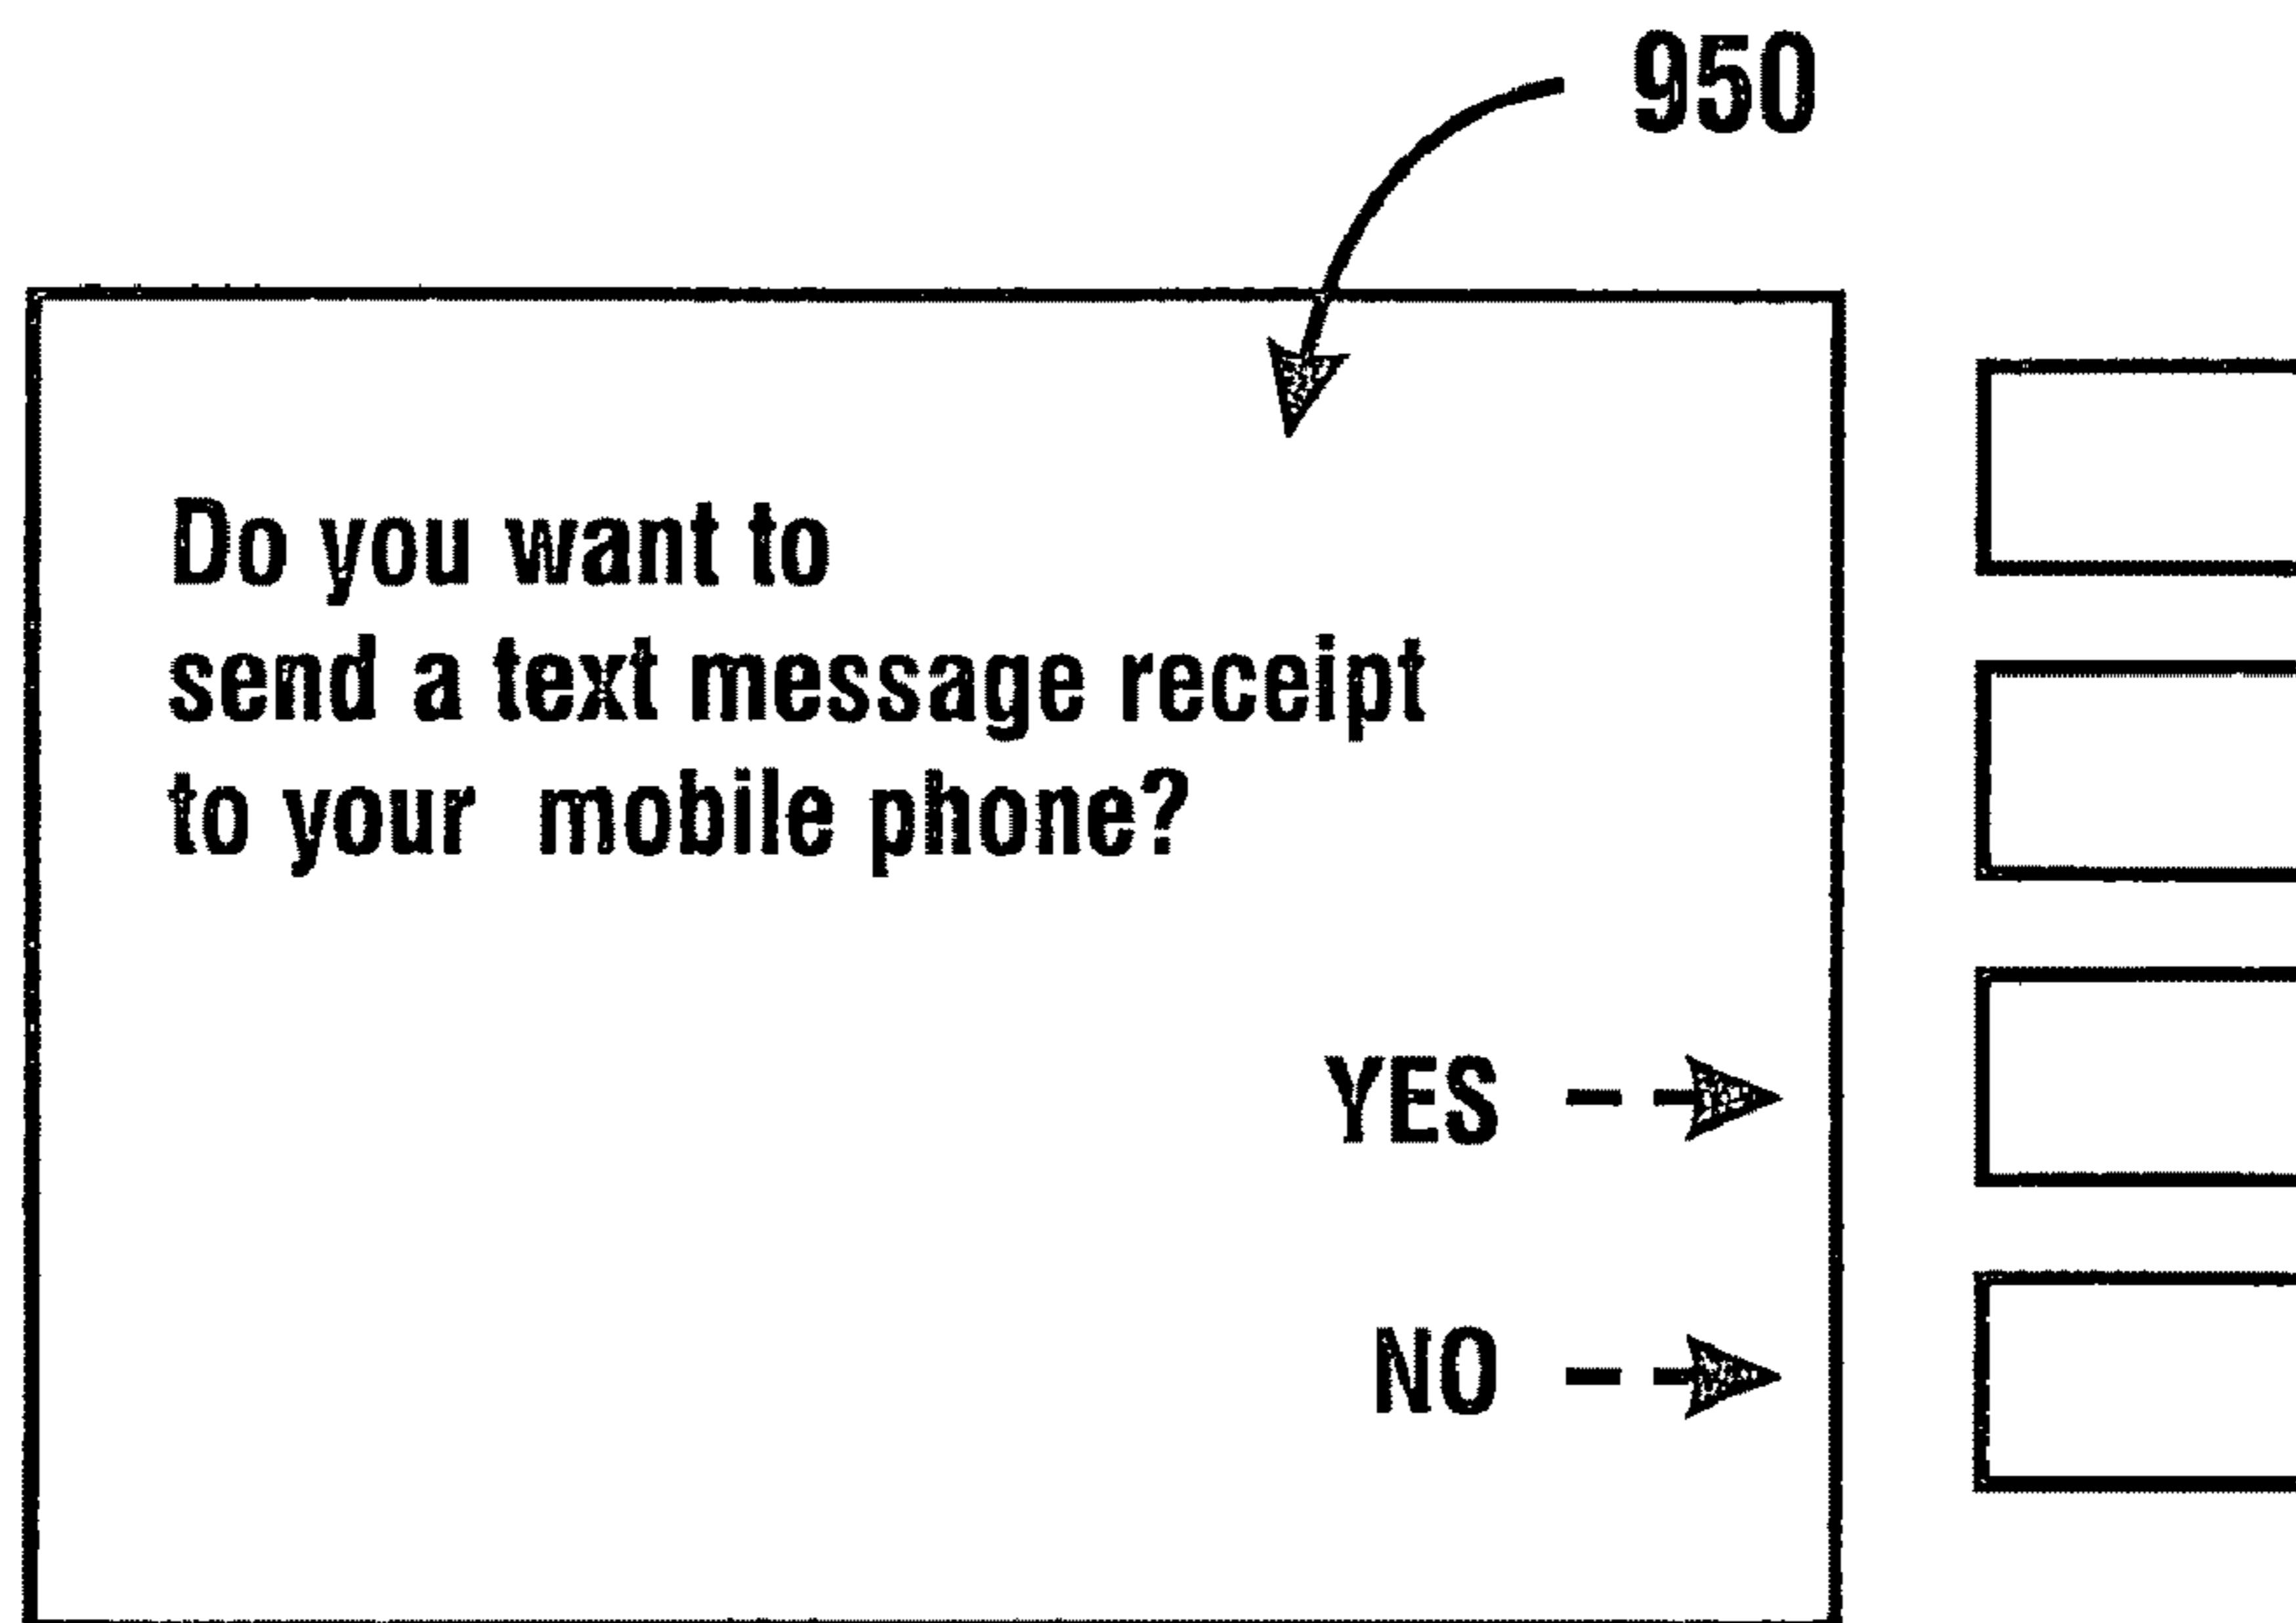 950
Do you want to
send a text message receipt
to your mobile phone?
YES
NO